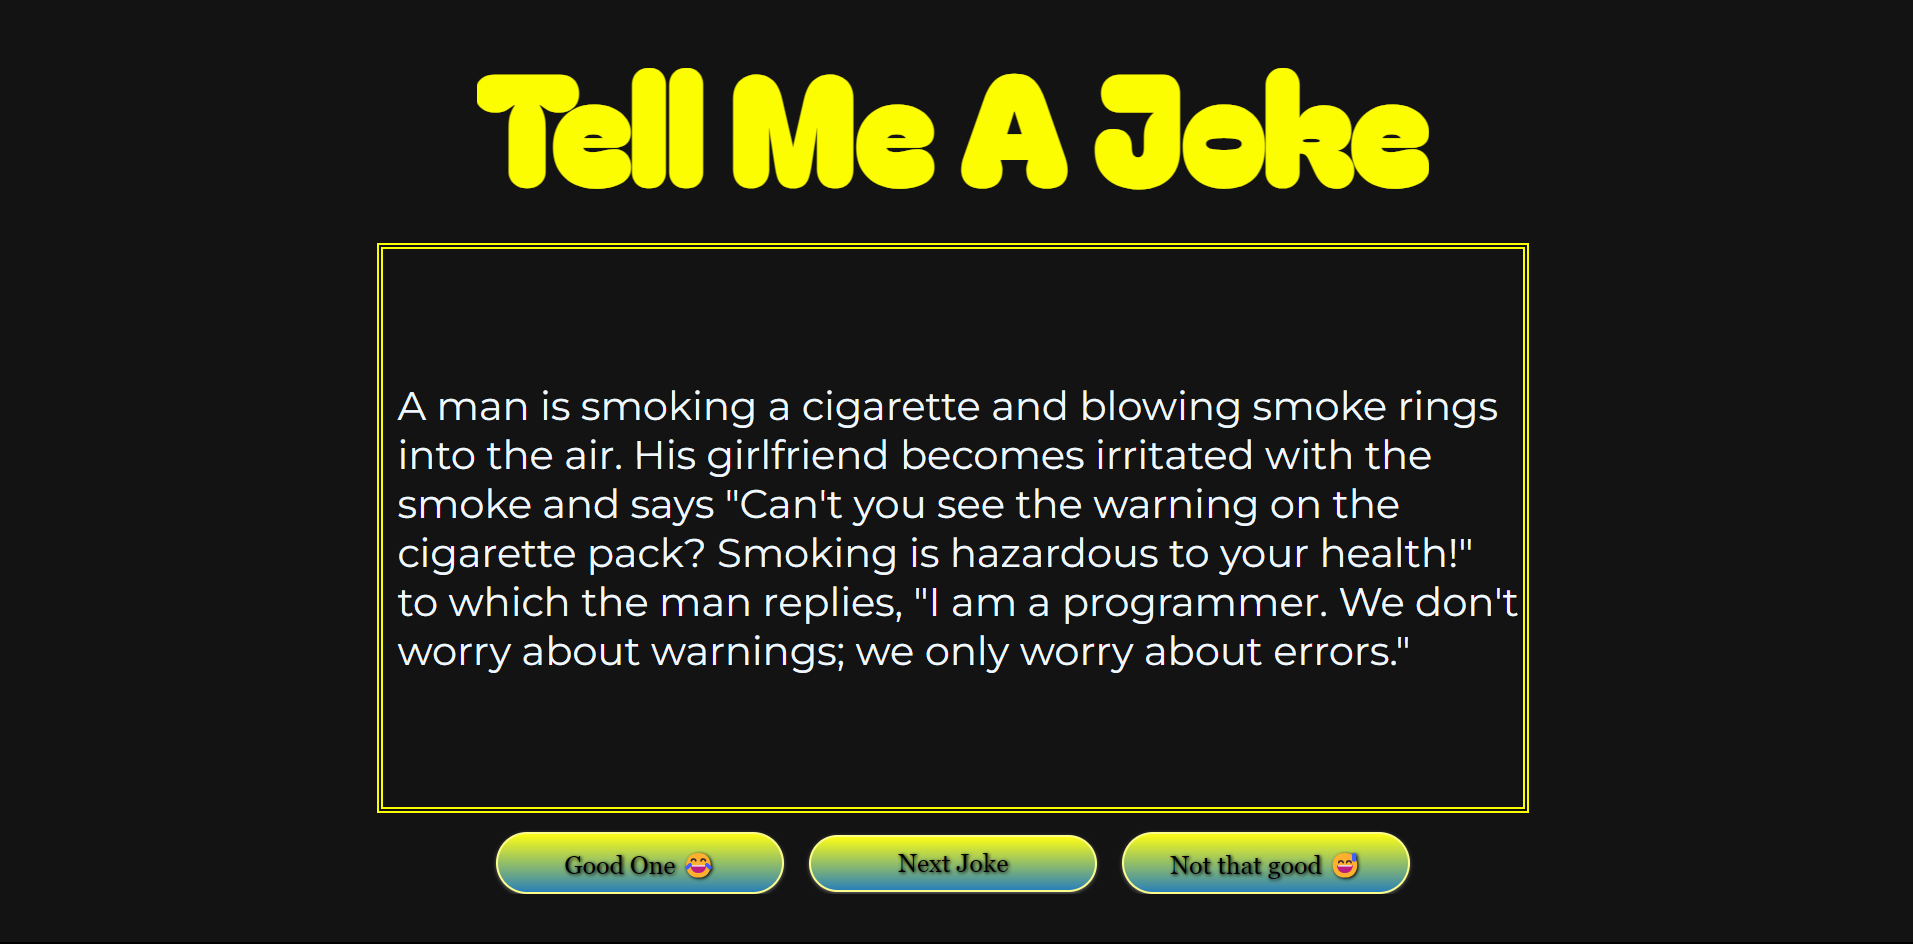 Tell Me A Joke
A man is smoking a cigarette and blowing smoke rings
into the air. His girlfriend becomes irritated with the
smoke and says "Can't you see the warning on the
cigarette pack? Smoking is hazardous to your health!"
to which the man replies, "I am a programmer. We don't
worry about warnings; we only worry about errors."
Good One 😂
Next Joke
Not that good 😅